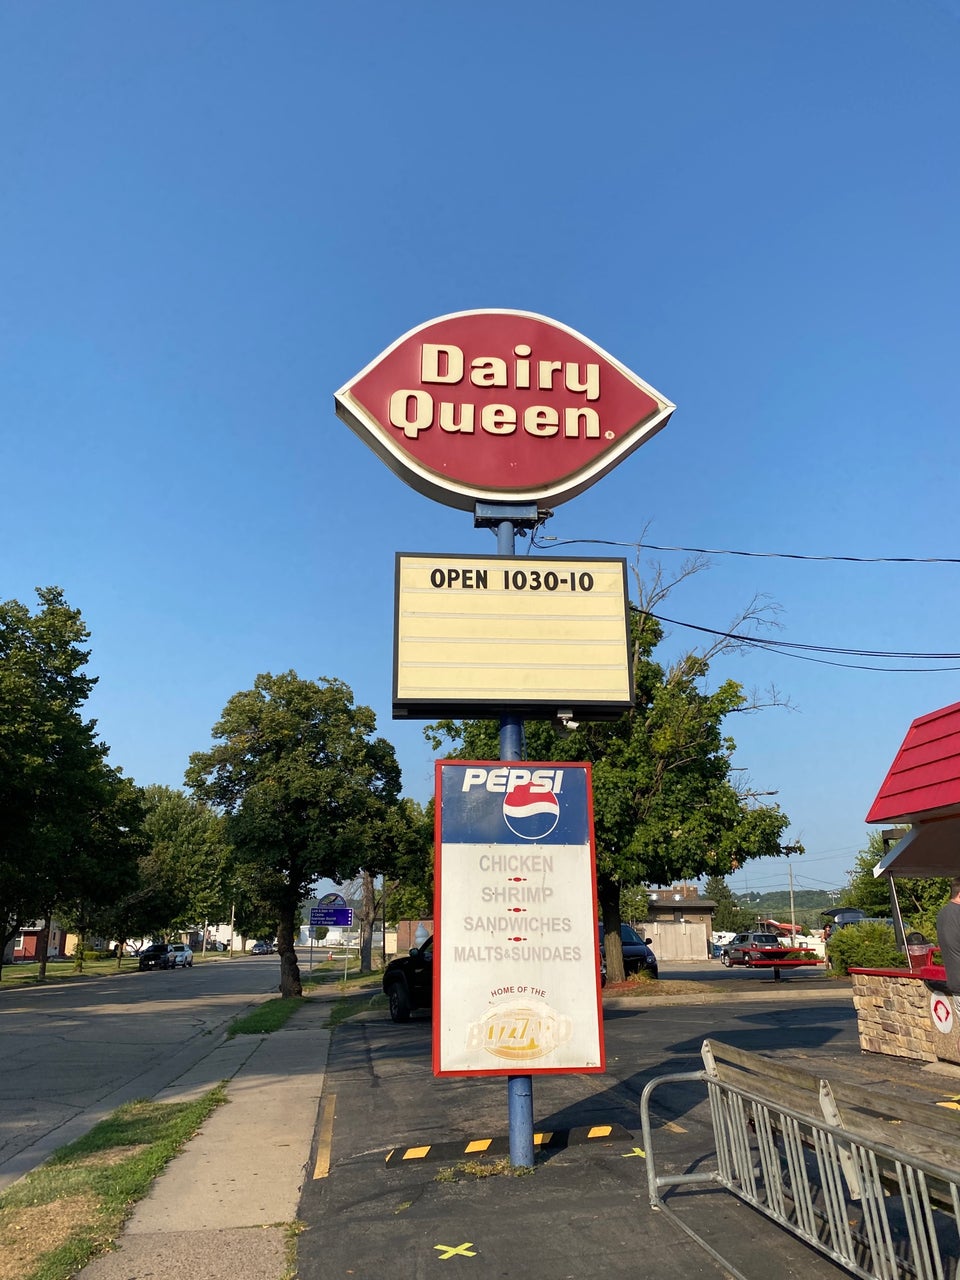 Dairy
Queen®
OPEN 1030-10
PEPSI
CHICKEN
SHRIMP
SANDWICHES
MALTS&SUNDAES
HOME OF THE
BLIZZARD